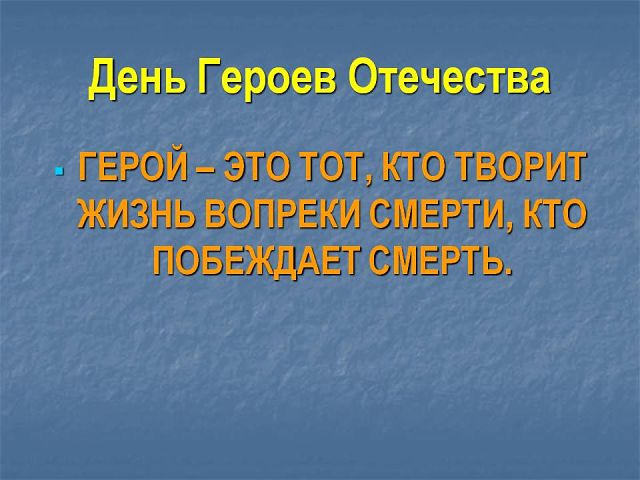 День Героев Отечества
▪ ГЕРОЙ – ЭТО ТОТ, КТО ТВОРИТ
ЖИЗНЬ ВОПРЕКИ СМЕРТИ, КТО
ПОБЕЖДАЕТ СМЕРТЬ.